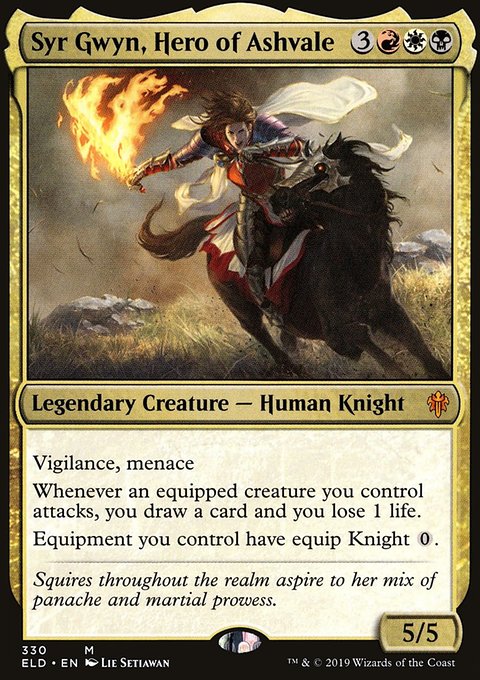 Syr Gwyn, Hero of Ashvale 3
Legendary Creature — Human Knight
Vigilance, menace
Whenever an equipped creature you control
attacks, you draw a card and you lose 1 life.
Equipment you control have equip Knight 0.
Squires throughout the realm aspire to her mix of
panache and martial prowess.
5/5
330 M
ELD • EN Lie Setiawan
™ & © 2019 Wizards of the Coast